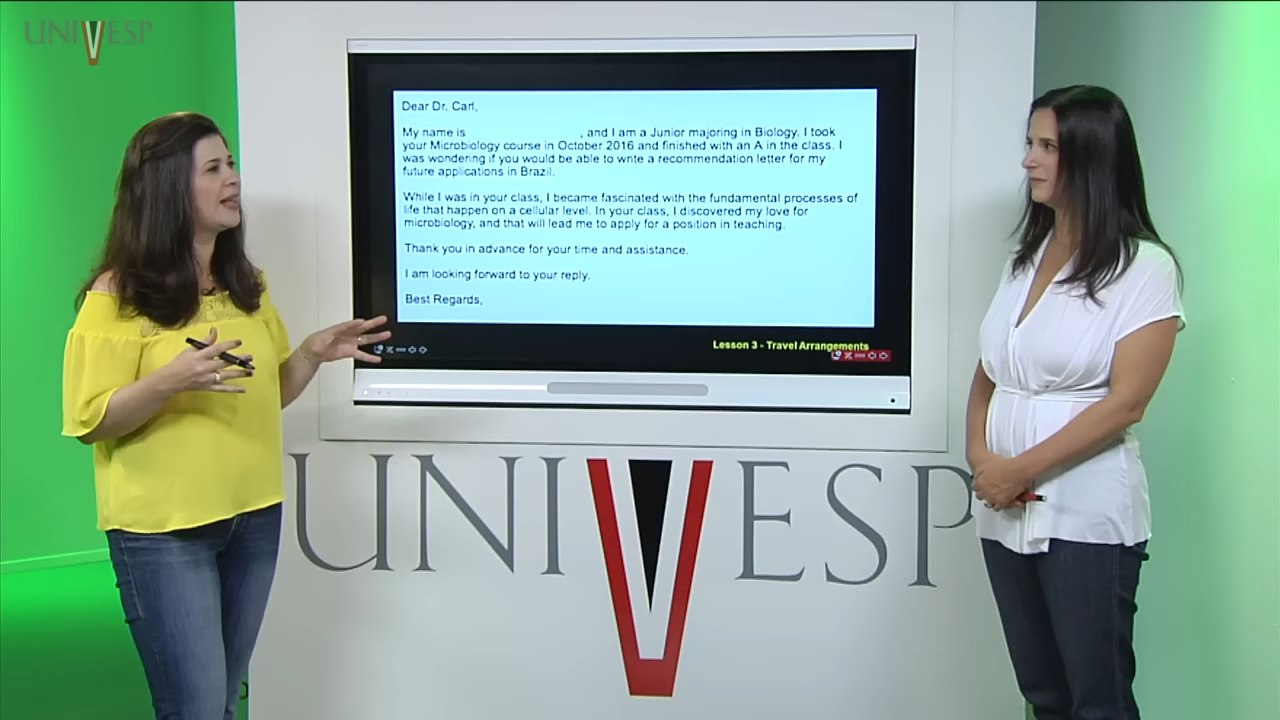 UNIVESP
Dear Dr. Carl,
My name is , and I am a Junior majoring in Biology. I took
your Microbiology course in October 2016 and finished with an A in the class. I
was wondering if you would be able to write a recommendation letter for my
future applications in Brazil.
While I was in your class, I became fascinated with the fundamental processes of
life that happen on a cellular level. In your class, I discovered my love for
microbiology, and that will lead me to apply for a position in teaching.
Thank you in advance for your time and assistance.
I am looking forward to your reply.
Best Regards,
Lesson 3 - Travel Arrangements
UNIVESP